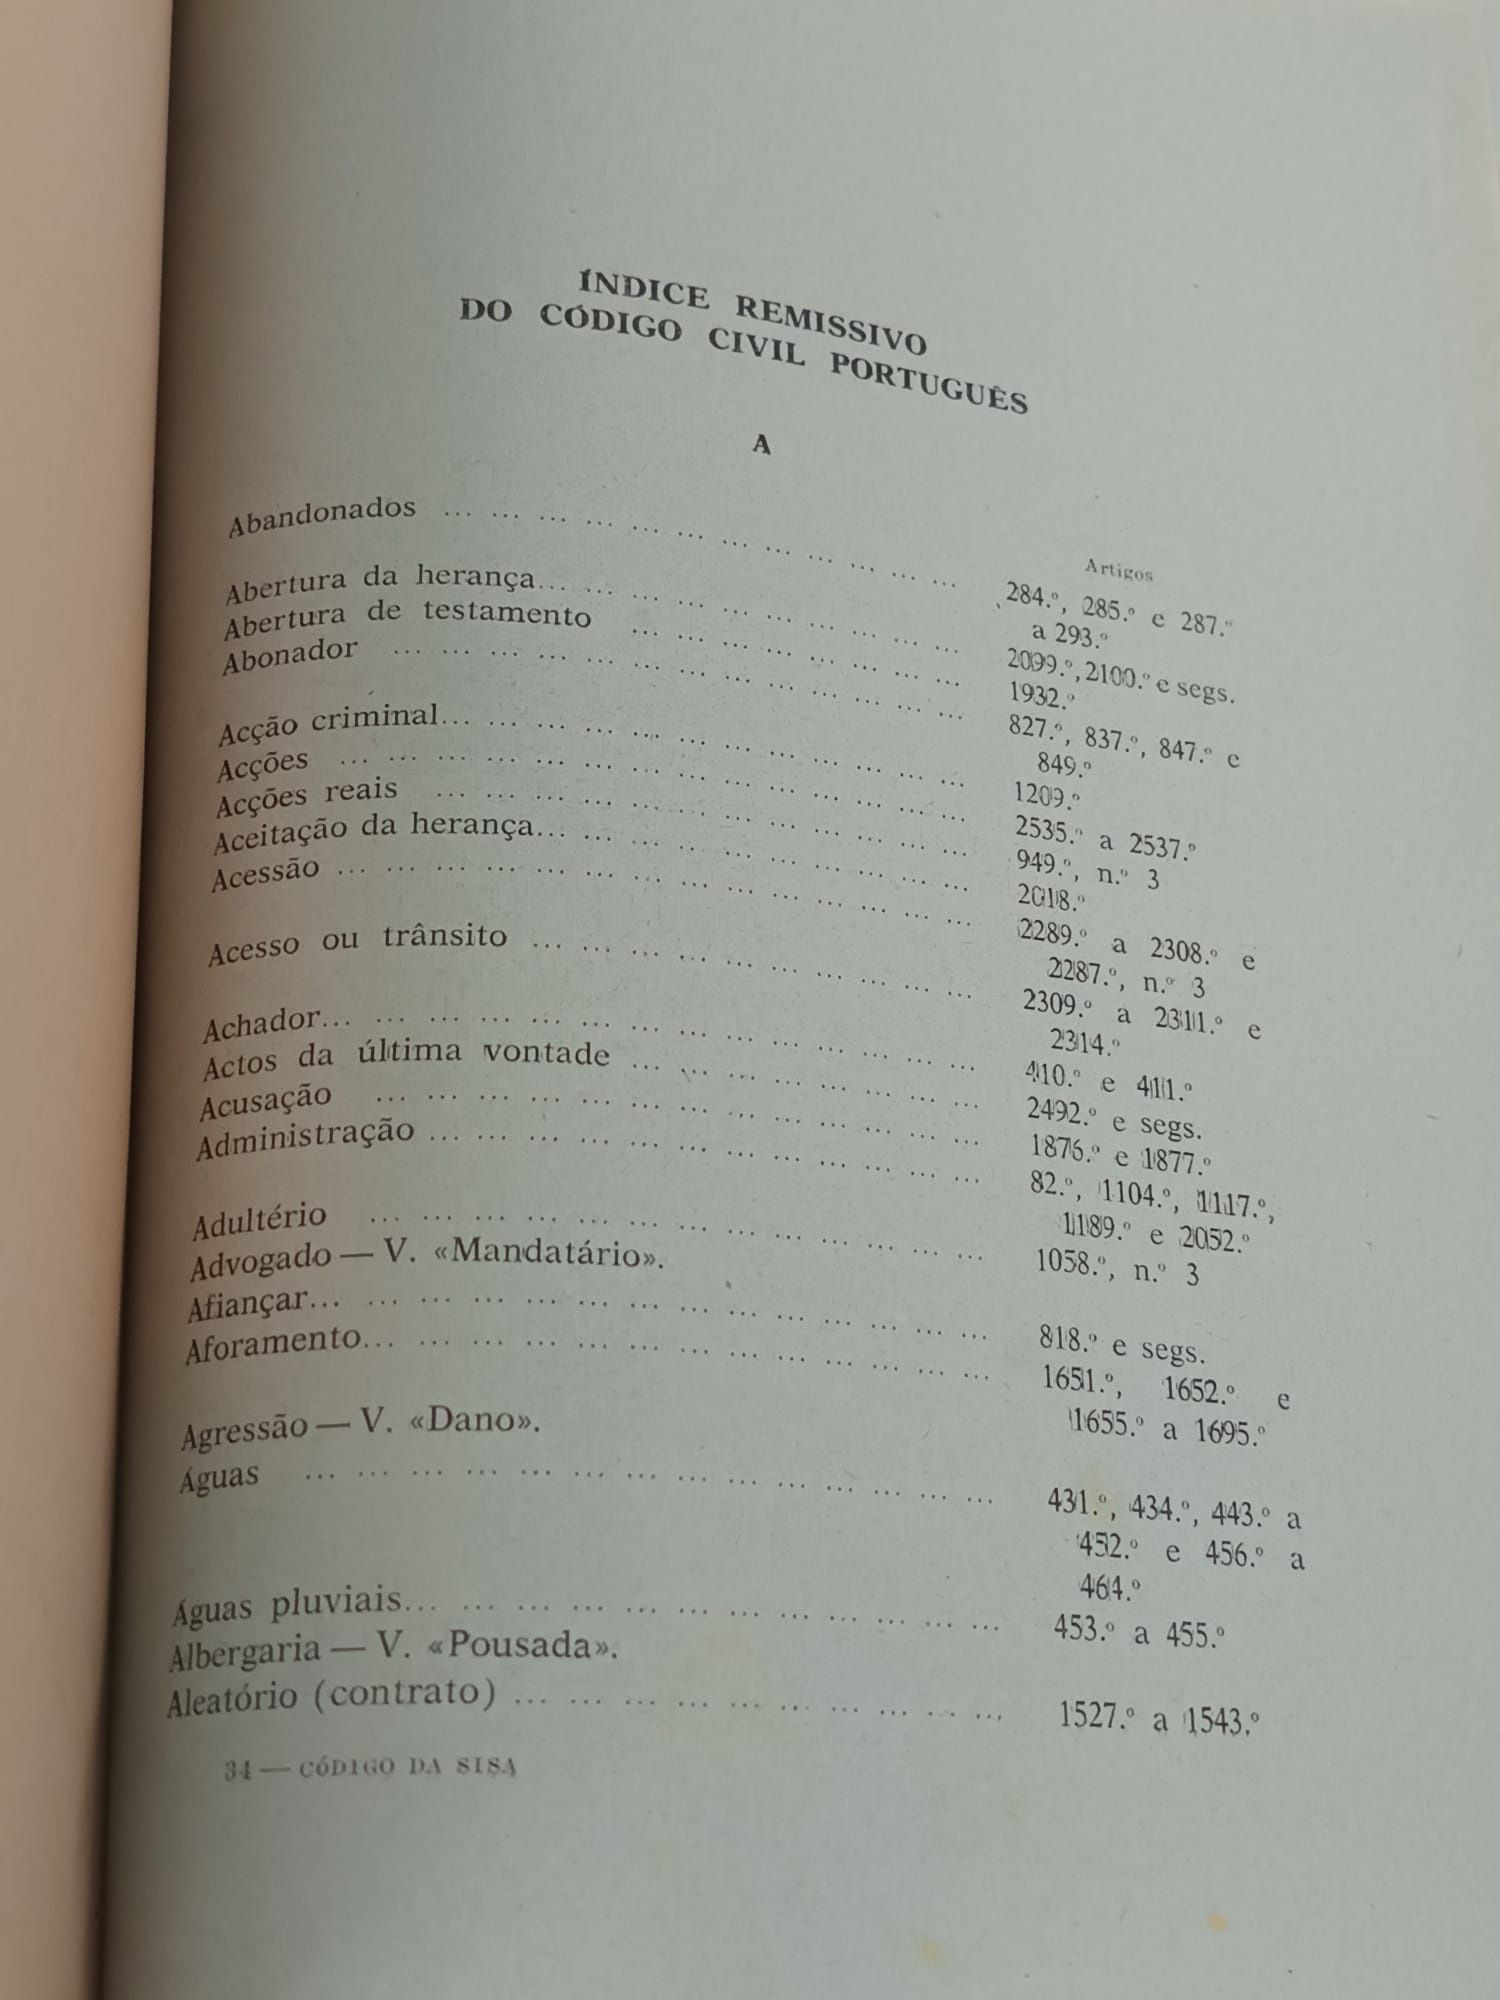 ÍNDICE REMISSIVO
DO CÓDIGO CIVIL PORTUGUÊS
A
Artigos
Abandonados ... ... ... ... ... ... ... ... ... ... ... 284.º, 285.º e 287.º
a 293.º
Abertura da herança... ... ... ... ... ... ... ... ... 2099.º, 2100.º e segs.
Abertura de testamento ... ... ... ... ... ... ... ... 1932.º
Abonador ... ... ... ... ... ... ... ... ... ... ... ... 827.º, 837.º, 847.º e
849.º
Acção criminal... ... ... ... ... ... ... ... ... ... ... 1209.º
Acções ... ... ... ... ... ... ... ... ... ... ... ... ... 2535.º a 2537.º
Acções reais ... ... ... ... ... ... ... ... ... ... ... 949.º, n.º 3
Aceitação da herança... ... ... ... ... ... ... ... ... 2018.º
Acessão ... ... ... ... ... ... ... ... ... ... ... ... ... 2289.º a 2308.º e
2287.º, n.º 3
Acesso ou trânsito ... ... ... ... ... ... ... ... ... ... 2309.º a 2311.º e
2314.º
Achador... ... ... ... ... ... ... ... ... ... ... ... ... 410.º e 411.º
Actos da última vontade ... ... ... ... ... ... ... ... 2492.º e segs.
Acusação ... ... ... ... ... ... ... ... ... ... ... ... ... 1876.º e 1877.º
Administração ... ... ... ... ... ... ... ... ... ... ... ... 82.º, 1104.º, 1117.º,
1189.º e 2052.º
Adultério ... ... ... ... ... ... ... ... ... ... ... ... ... 1058.º, n.º 3
Advogado — V. «Mandatário».
Afiançar... ... ... ... ... ... ... ... ... ... ... ... ... ... 818.º e segs.
Aforamento... ... ... ... ... ... ... ... ... ... ... ... ... 1651.º, 1652.º e
1655.º a 1695.º
Agressão — V. «Dano».
Águas ... ... ... ... ... ... ... ... ... ... ... ... ... ... 431.º, 434.º, 443.º a
452.º e 456.º a
464.º
Águas pluviais... ... ... ... ... ... ... ... ... ... ... ... 453.º a 455.º
Albergaria — V. «Pousada».
Aleatório (contrato) ... ... ... ... ... ... ... ... ... ... 1527.º a 1543.º
34 — CÓDIGO DA SISA